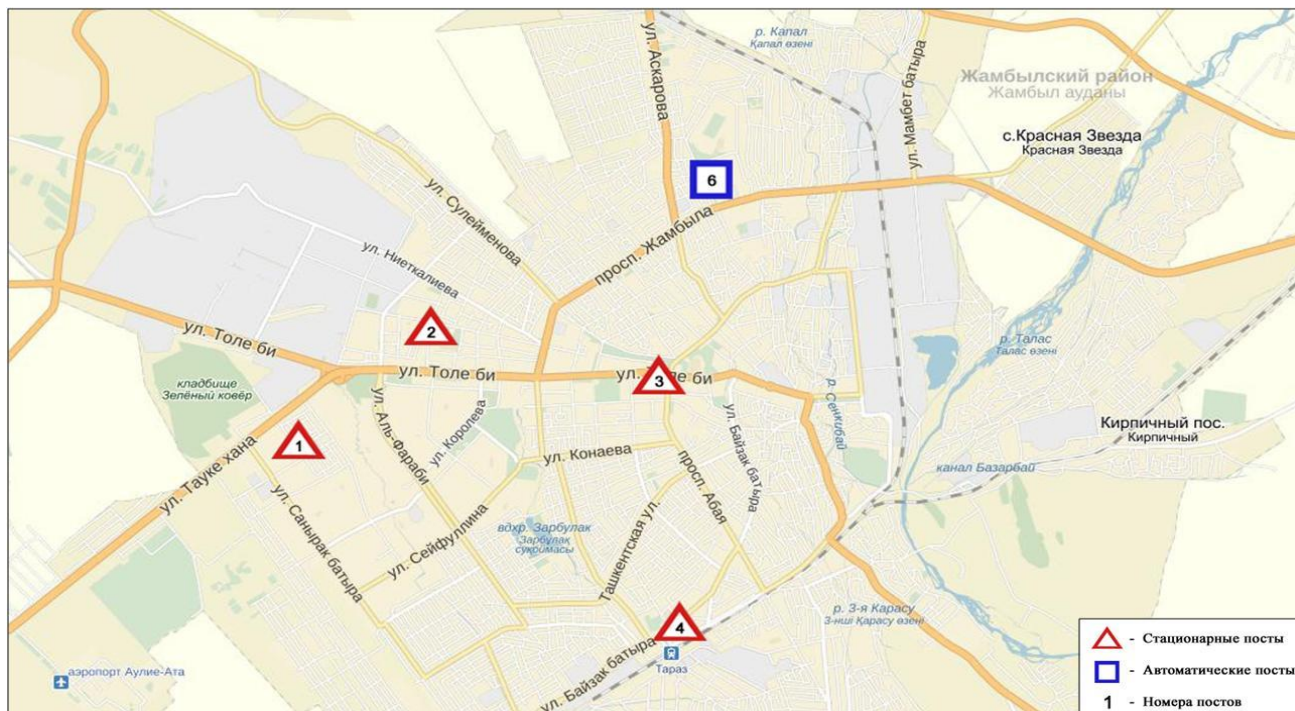 р. Капал
Қапал өзені
ул. Аскарова
ул. Мамбет батыра
Жамбылский район
Жамбыл ауданы
с.Красная Звезда
Красная Звезда
6
ул. Сулейменова
просп. Жамбыла
ул. Ниеткалиева
2
ул. Толе би
р. Талас
Талас өзені
кладбище
Зелёный ковёр
ул. Толе би
ул. Толе би
3
р. Сенкибай
ул. Аль-Фараби
ул. Королева
ул. Байзак батыра
Кирпичный пос.
Кирпичный
1
ул. Конаева
просп. Абая
канал Базарбай
ул. Тауке хана
ул. Санырак батыра
ул. Сейфуллина
вдхр. Зарбулак
Зарбұлақ
суқоймасы
Ташкентская ул.
р. 3-я Карасу
3-нші Қарасу өзені
4
ул. Байзак батыра
Тараз
аэропорт Аулие-Ата
- Стационарные посты
- Автоматические посты
1 - Номера постов